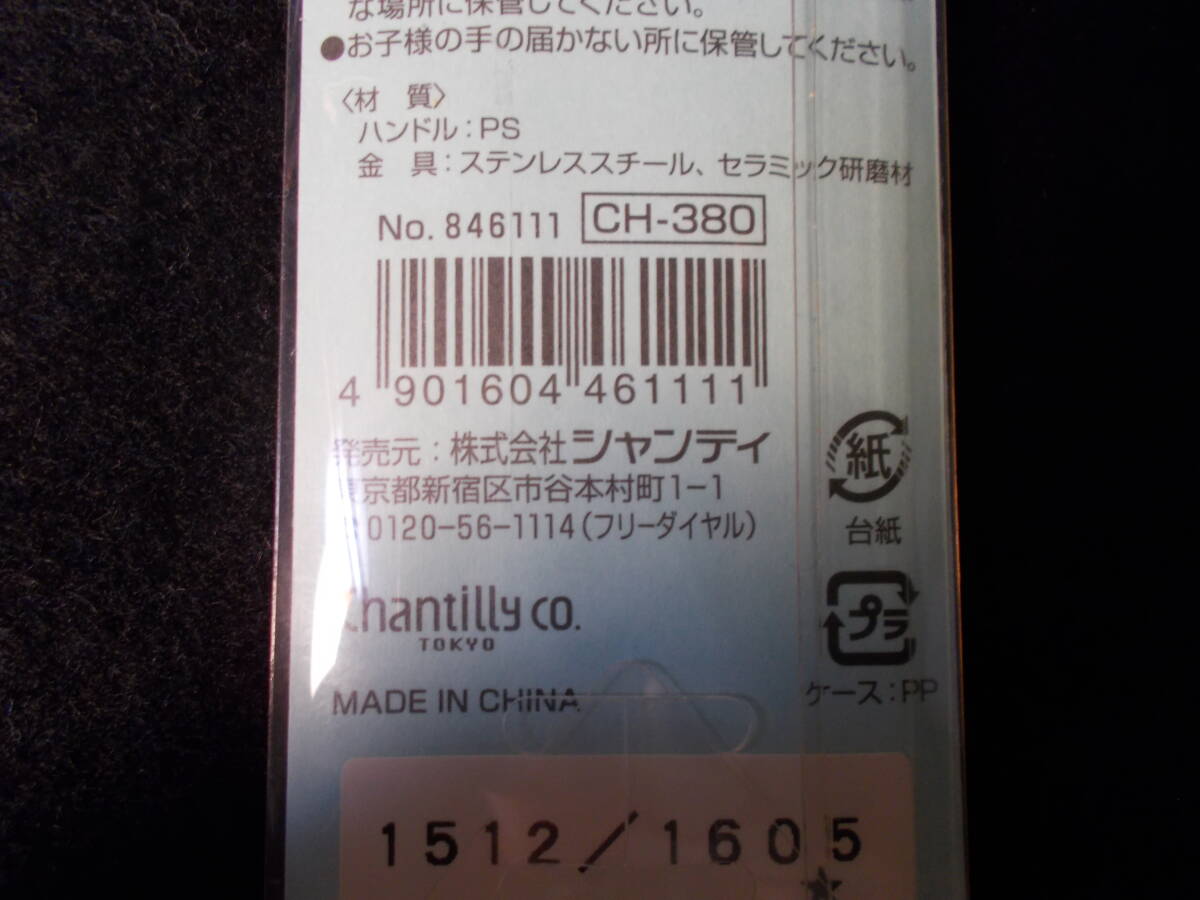 な場所に保管してください。
●お子様の手の届かない所に保管してください。
〈材 質〉
ハンドル：PS
金 具：ステンレススチール、セラミック研磨材
No. 846111 CH-380
4 901604 461111
発売元：株式会社シャンティ
東京都新宿区市谷本村町1-1
0120-56-1114（フリーダイヤル）
Chantilly co.
TOKYO
MADE IN CHINA
紙
台紙
プラ
ケース：PP
1512/1605